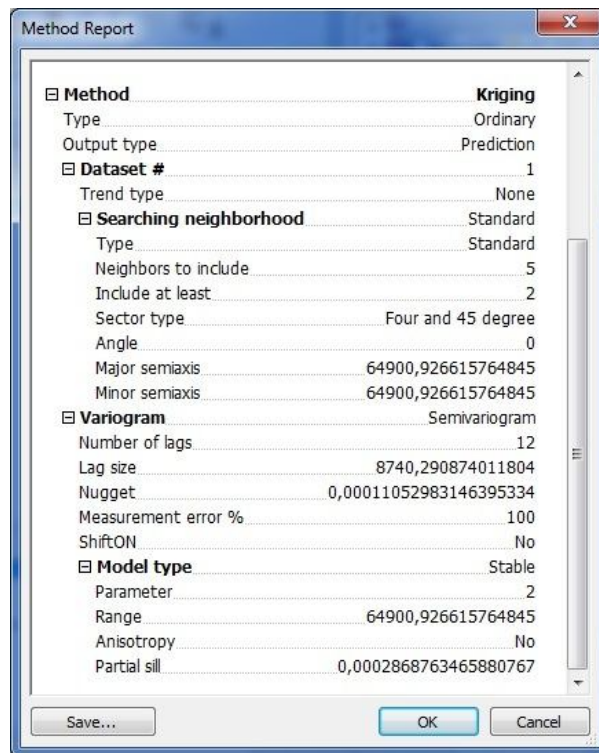 Method Report
Method Kriging
Type Ordinary
Output type Prediction
Dataset # 1
Trend type None
Searching neighborhood Standard
Type Standard
Neighbors to include 5
Include at least 2
Sector type Four and 45 degree
Angle 0
Major semiaxis 64900,926615764845
Minor semiaxis 64900,926615764845
Variogram Semivariogram
Number of lags 12
Lag size 8740,290874011804
Nugget 0,00011052983146395334
Measurement error % 100
ShiftON No
Model type Stable
Parameter 2
Range 64900,926615764845
Anisotropy No
Partial sill 0,0002868763465880767
Save... OK Cancel